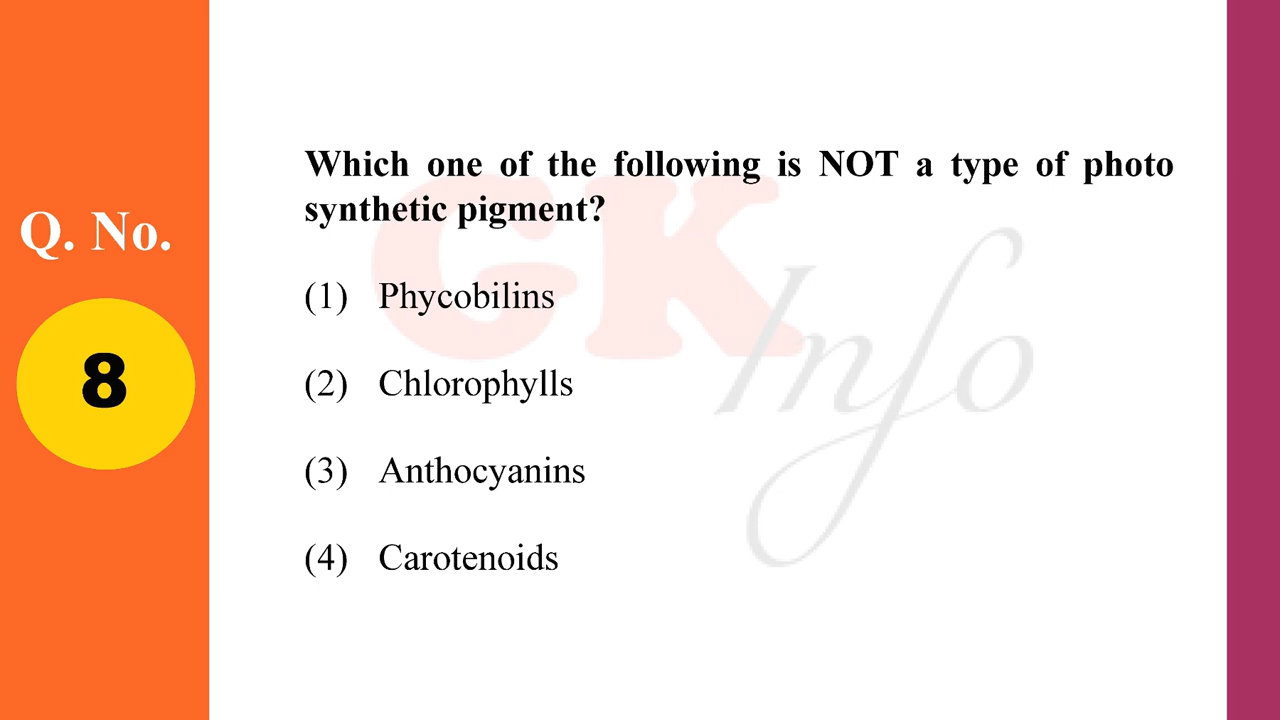 Q. No.
8
Which one of the following is NOT a type of photo
synthetic pigment?
(1) Phycobilins
(2) Chlorophylls
(3) Anthocyanins
(4) Carotenoids
GK
Info